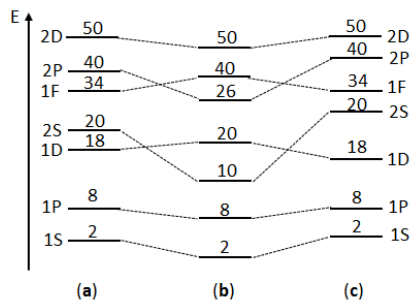 E
50 50 50
2D 2D
2P 40 40 2P
40
1F 34 26 34 1F
20 2S
2S 20 20
1D 18 18 1D
10
1P 8 8 8 1P
1S 2 2 2 1S
(a) (b) (c)